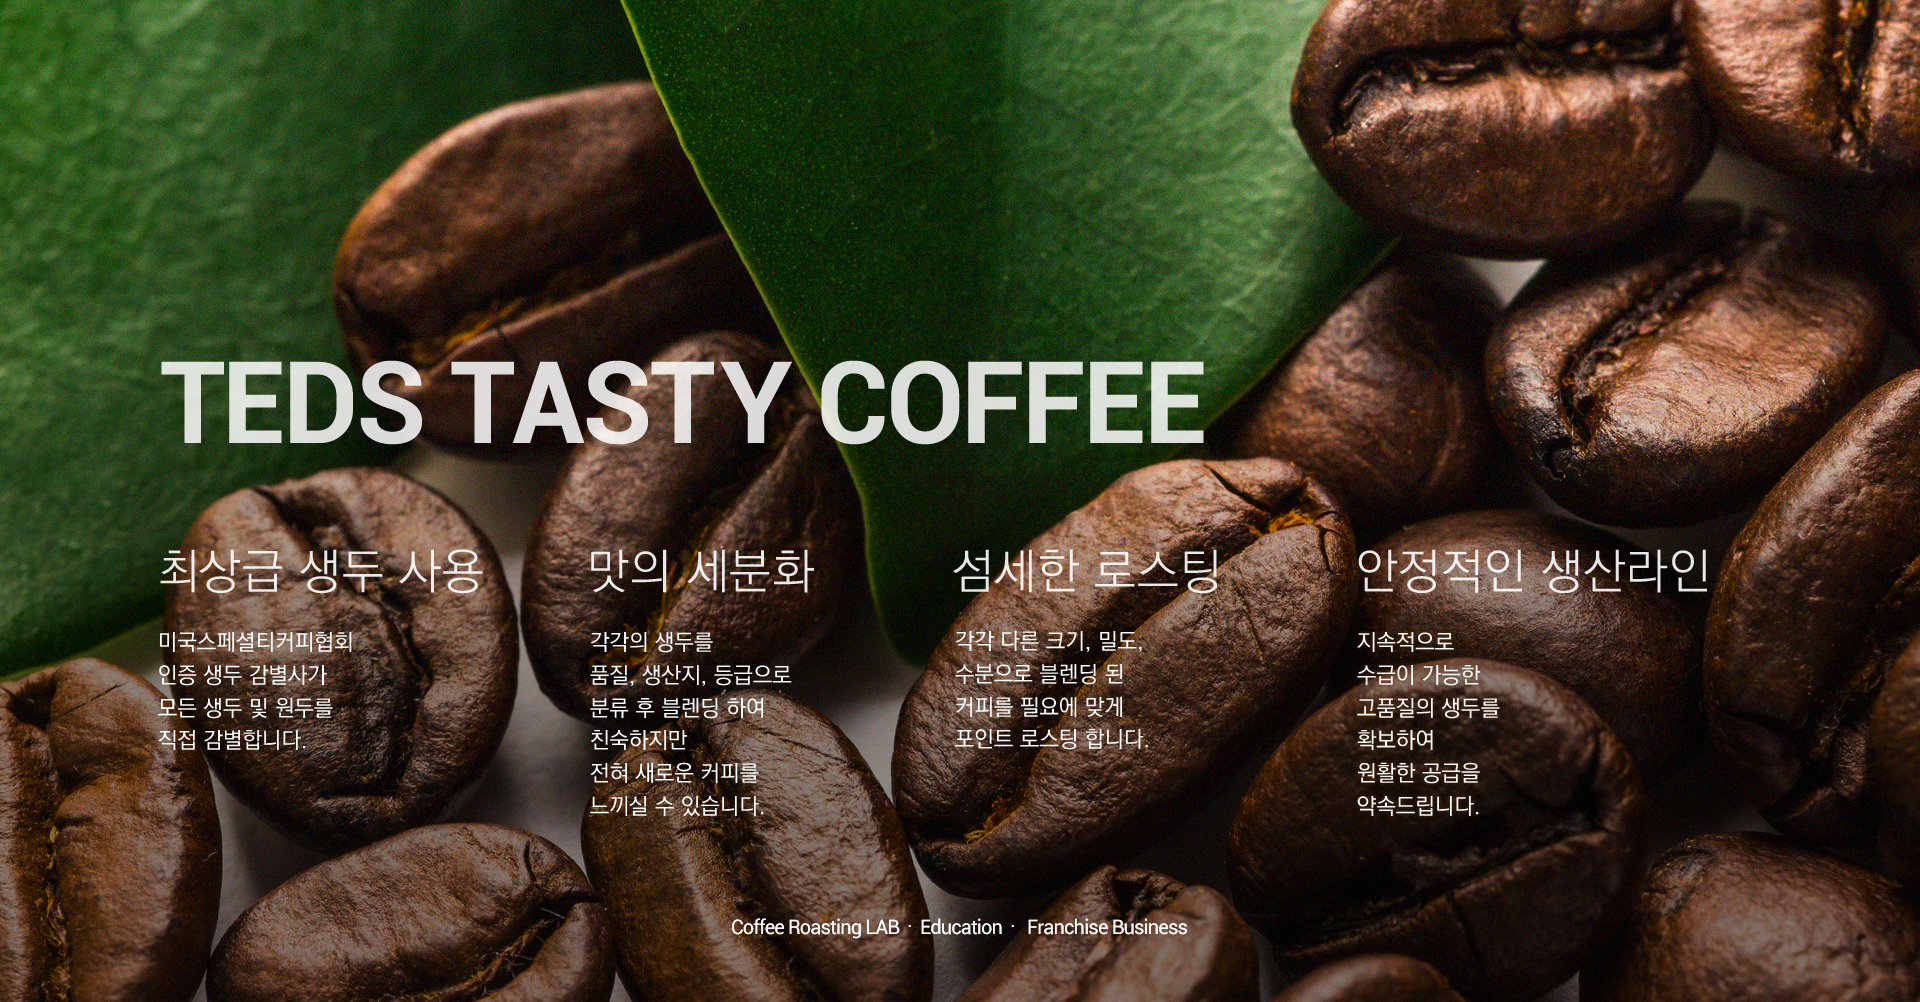 TEDS TASTY COFFEE
최상급 생두 사용
미국스페셜티커피협회
인증 생두 감별사가
모든 생두 및 원두를
직접 감별합니다.
맛의 세분화
각각의 생두를
품질, 생산지, 등급으로
분류 후 블렌딩 하여
친숙하지만
전혀 새로운 커피를
느끼실 수 있습니다.
섬세한 로스팅
각각 다른 크기, 밀도,
수분으로 블렌딩 된
커피를 필요에 맞게
포인트 로스팅 합니다.
안정적인 생산라인
지속적으로
수급이 가능한
고품질의 생두를
확보하여
원활한 공급을
약속드립니다.
Coffee Roasting LAB · Education · Franchise Business